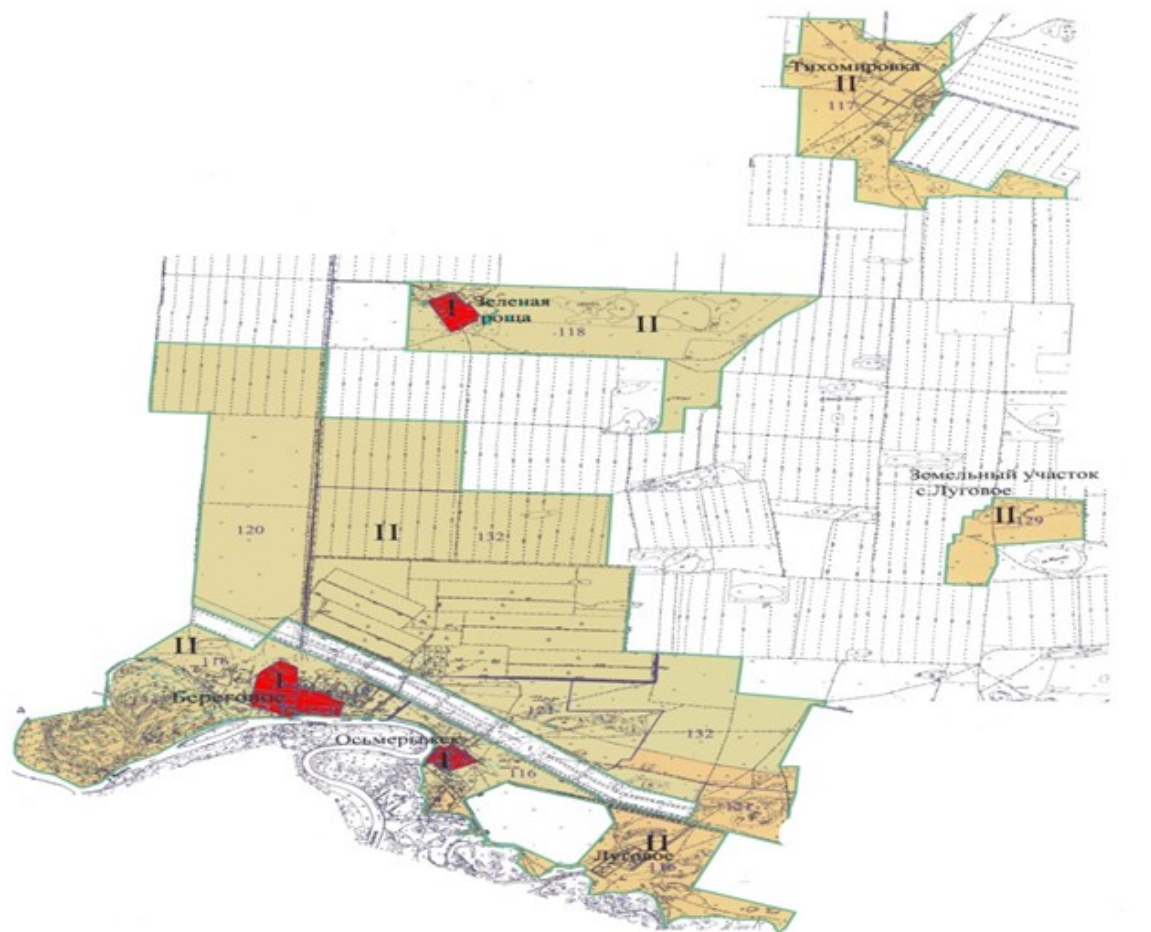 Тихомировка
II
117
I
Зеленая
роща
118
II
Земельный участок
с.Луговое
II
129
120
II
132
II
I
Береговое
132
Осьмерыжск
I
116
II
Луговое
116